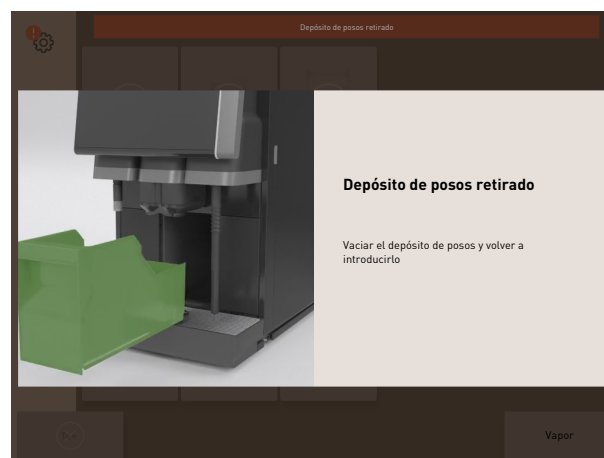 Depósito de posos retirado
Depósito de posos retirado
Vaciar el depósito de posos y volver a
introducirlo
Vapor